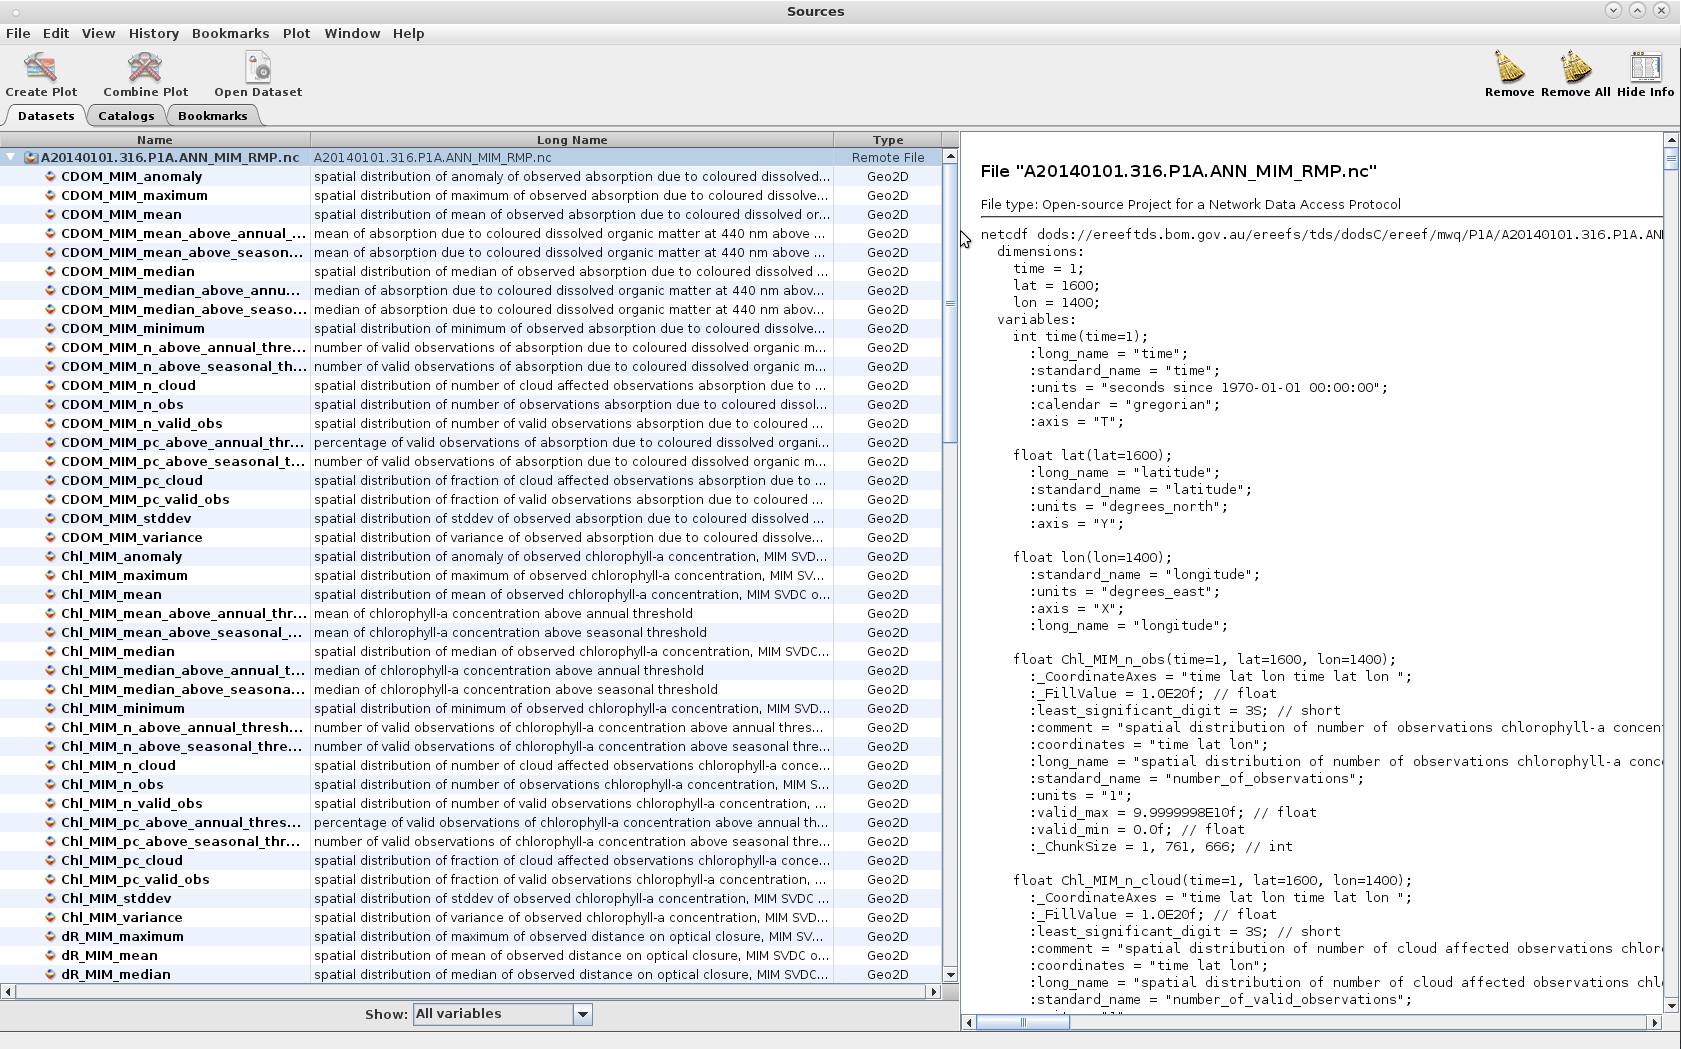 Sources
File Edit View History Bookmarks Plot Window Help
Create Plot Combine Plot Open Dataset Remove Remove All Hide Info
Datasets Catalogs Bookmarks
Name Long Name Type
A20140101.316.P1A.ANN_MIM_RMP.nc A20140101.316.P1A.ANN_MIM_RMP.nc Remote File
CDOM_MIM_anomaly spatial distribution of anomaly of observed absorption due to coloured dissolved... Geo2D
CDOM_MIM_maximum spatial distribution of maximum of observed absorption due to coloured dissolve... Geo2D
CDOM_MIM_mean spatial distribution of mean of observed absorption due to coloured dissolved or... Geo2D
CDOM_MIM_mean_above_annual_... mean of absorption due to coloured dissolved organic matter at 440 nm above ... Geo2D
CDOM_MIM_mean_above_season... mean of absorption due to coloured dissolved organic matter at 440 nm above ... Geo2D
CDOM_MIM_median spatial distribution of median of observed absorption due to coloured dissolved ... Geo2D
CDOM_MIM_median_above_annu... median of absorption due to coloured dissolved organic matter at 440 nm abov... Geo2D
CDOM_MIM_median_above_seaso... median of absorption due to coloured dissolved organic matter at 440 nm abov... Geo2D
CDOM_MIM_minimum spatial distribution of minimum of observed absorption due to coloured dissolve... Geo2D
CDOM_MIM_n_above_annual_thre... number of valid observations of absorption due to coloured dissolved organic m... Geo2D
CDOM_MIM_n_above_seasonal_th... number of valid observations of absorption due to coloured dissolved organic m... Geo2D
CDOM_MIM_n_cloud spatial distribution of number of cloud affected observations absorption due to ... Geo2D
CDOM_MIM_n_obs spatial distribution of number of observations absorption due to coloured dissol... Geo2D
CDOM_MIM_n_valid_obs spatial distribution of number of valid observations absorption due to coloured ... Geo2D
CDOM_MIM_pc_above_annual_thr... percentage of valid observations of absorption due to coloured dissolved organi... Geo2D
CDOM_MIM_pc_above_seasonal_t... number of valid observations of absorption due to coloured dissolved organic m... Geo2D
CDOM_MIM_pc_cloud spatial distribution of fraction of cloud affected observations absorption due to ... Geo2D
CDOM_MIM_pc_valid_obs spatial distribution of fraction of valid observations absorption due to coloured ... Geo2D
CDOM_MIM_stddev spatial distribution of stddev of observed absorption due to coloured dissolved ... Geo2D
CDOM_MIM_variance spatial distribution of variance of observed absorption due to coloured dissolve... Geo2D
Chl_MIM_anomaly spatial distribution of anomaly of observed chlorophyll-a concentration, MIM SVD... Geo2D
Chl_MIM_maximum spatial distribution of maximum of observed chlorophyll-a concentration, MIM SV... Geo2D
Chl_MIM_mean spatial distribution of mean of observed chlorophyll-a concentration, MIM SVDC o... Geo2D
Chl_MIM_mean_above_annual_thr... mean of chlorophyll-a concentration above annual threshold Geo2D
Chl_MIM_mean_above_seasonal_... mean of chlorophyll-a concentration above seasonal threshold Geo2D
Chl_MIM_median spatial distribution of median of observed chlorophyll-a concentration, MIM SVDC... Geo2D
Chl_MIM_median_above_annual_t... median of chlorophyll-a concentration above annual threshold Geo2D
Chl_MIM_median_above_seasona... median of chlorophyll-a concentration above seasonal threshold Geo2D
Chl_MIM_minimum spatial distribution of minimum of observed chlorophyll-a concentration, MIM SVD... Geo2D
Chl_MIM_n_above_annual_thresh... number of valid observations of chlorophyll-a concentration above annual thres... Geo2D
Chl_MIM_n_above_seasonal_thre... number of valid observations of chlorophyll-a concentration above seasonal thre... Geo2D
Chl_MIM_n_cloud spatial distribution of number of cloud affected observations chlorophyll-a conce... Geo2D
Chl_MIM_n_obs spatial distribution of number of observations chlorophyll-a concentration, MIM S... Geo2D
Chl_MIM_n_valid_obs spatial distribution of number of valid observations chlorophyll-a concentration, ... Geo2D
Chl_MIM_pc_above_annual_thres... percentage of valid observations of chlorophyll-a concentration above annual th... Geo2D
Chl_MIM_pc_above_seasonal_thr... number of valid observations of chlorophyll-a concentration above seasonal thre... Geo2D
Chl_MIM_pc_cloud spatial distribution of fraction of cloud affected observations chlorophyll-a conce... Geo2D
Chl_MIM_pc_valid_obs spatial distribution of fraction of valid observations chlorophyll-a concentration, ... Geo2D
Chl_MIM_stddev spatial distribution of stddev of observed chlorophyll-a concentration, MIM SVDC ... Geo2D
Chl_MIM_variance spatial distribution of variance of observed chlorophyll-a concentration, MIM SVD... Geo2D
dR_MIM_maximum spatial distribution of maximum of observed distance on optical closure, MIM SV... Geo2D
dR_MIM_mean spatial distribution of mean of observed distance on optical closure, MIM SVDC o... Geo2D
dR_MIM_median spatial distribution of median of observed distance on optical closure, MIM SVDC... Geo2D
Show: All variables
File "A20140101.316.P1A.ANN_MIM_RMP.nc"
File type: Open-source Project for a Network Data Access Protocol
netcdf dods://ereeftds.bom.gov.au/ereefs/tds/dodsC/ereef/mwq/P1A/A20140101.316.P1A.AN
dimensions:
time = 1;
lat = 1600;
lon = 1400;
variables:
int time(time=1);
:long_name = "time";
:standard_name = "time";
:units = "seconds since 1970-01-01 00:00:00";
:calendar = "gregorian";
:axis = "T";
float lat(lat=1600);
:long_name = "latitude";
:standard_name = "latitude";
:units = "degrees_north";
:axis = "Y";
float lon(lon=1400);
:standard_name = "longitude";
:units = "degrees_east";
:axis = "X";
:long_name = "longitude";
float Chl_MIM_n_obs(time=1, lat=1600, lon=1400);
:_CoordinateAxes = "time lat lon time lat lon ";
:_FillValue = 1.0E20f; // float
:least_significant_digit = 3S; // short
:comment = "spatial distribution of number of observations chlorophyll-a concent
:coordinates = "time lat lon";
:long_name = "spatial distribution of number of observations chlorophyll-a conc
:standard_name = "number_of_observations";
:units = "1";
:valid_max = 9.9999998E10f; // float
:valid_min = 0.0f; // float
:_ChunkSize = 1, 761, 666; // int
float Chl_MIM_n_cloud(time=1, lat=1600, lon=1400);
:_CoordinateAxes = "time lat lon time lat lon ";
:_FillValue = 1.0E20f; // float
:least_significant_digit = 3S; // short
:comment = "spatial distribution of number of cloud affected observations chlor
:coordinates = "time lat lon";
:long_name = "spatial distribution of number of cloud affected observations chl
:standard_name = "number_of_valid_observations";